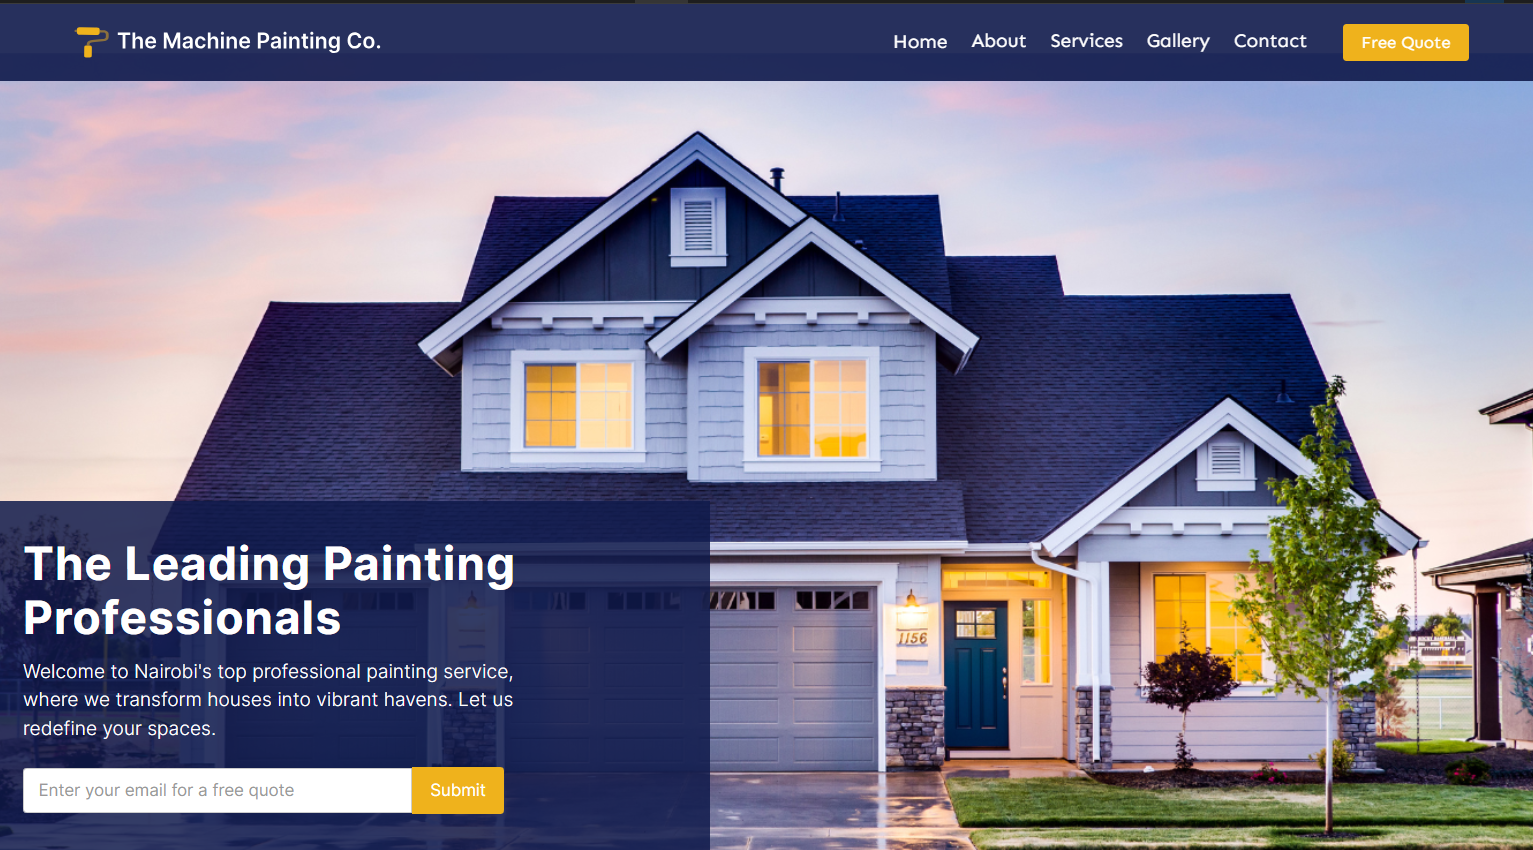 The Machine Painting Co.
Home About Services Gallery Contact Free Quote
1156
The Leading Painting
Professionals
Welcome to Nairobi's top professional painting service,
where we transform houses into vibrant havens. Let us
redefine your spaces.
Enter your email for a free quote Submit